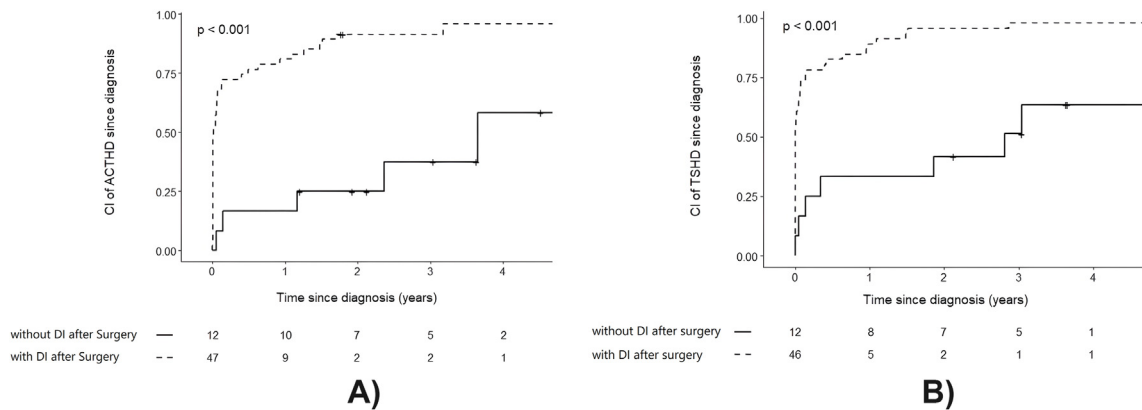 p < 0.001
CI of ACTHD since diagnosis
1.00
0.75
0.50
0.25
0.00
0 1 2 3 4
Time since diagnosis (years)
without DI after Surgery 12 10 7 5 2
with DI after Surgery 47 9 2 2 1
A)
p < 0.001
CI of TSHD since diagnosis
1.00
0.75
0.50
0.25
0.00
0 1 2 3 4
Time since diagnosis (years)
without DI after surgery 12 8 7 5 1
with DI after Surgery 46 5 2 1 1
B)